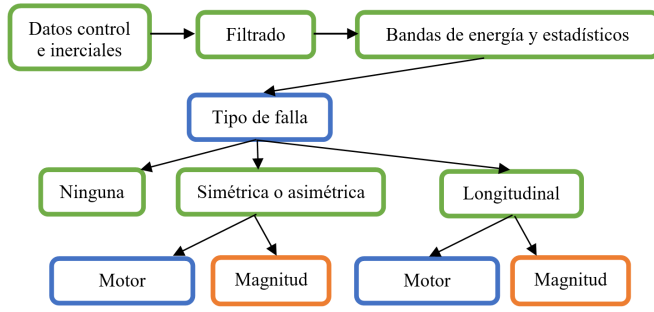 Datos control
e inerciales
Filtrado
Bandas de energía y estadísticos
Tipo de falla
Ninguna
Simétrica o asimétrica
Longitudinal
Motor
Magnitud
Motor
Magnitud